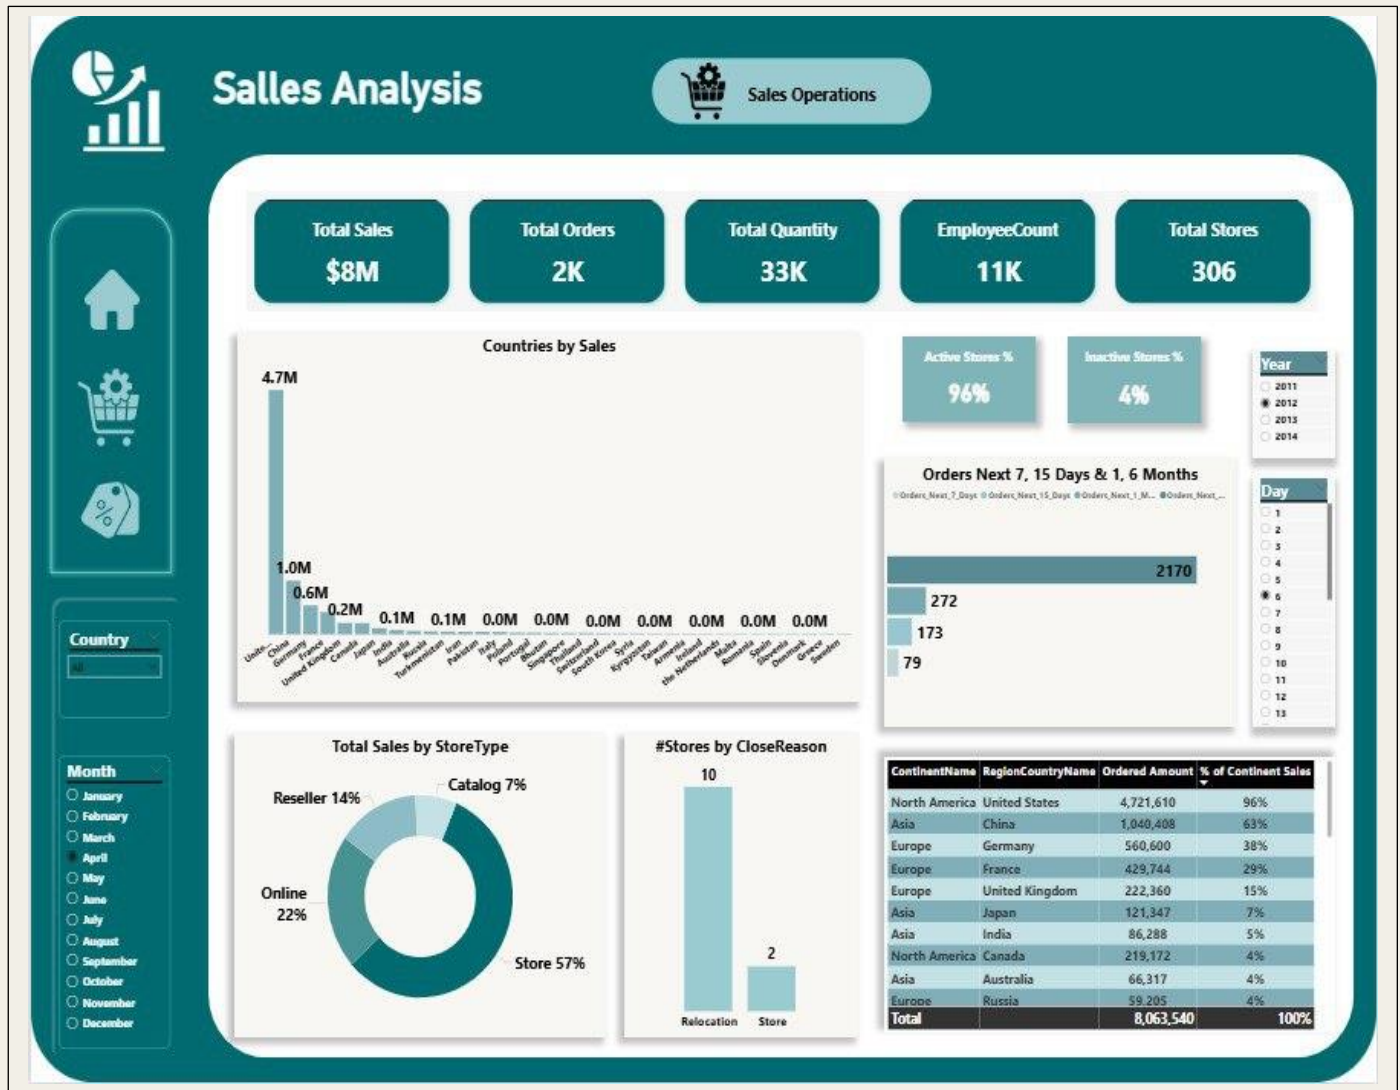 Salles Analysis
Sales Operations
Total Sales
$8M
Total Orders
2K
Total Quantity
33K
EmployeeCount
11K
Total Stores
306
Countries by Sales
4.7M
1.0M
0.6M
0.2M
0.1M
0.1M
0.0M
0.0M
0.0M
0.0M
0.0M
0.0M
0.0M
Unite...
China
Germany
France
United Kingdom
Canada
Japan
India
Australia
Russia
Turkmenistan
Iran
Pakistan
Italy
Poland
Portugal
Bhutan
Singapore
Thailand
Switzerland
South Korea
Syria
Kyrgyzstan
Taiwan
Armenia
Ireland
the Netherlands
Malta
Romania
Spain
Slovenia
Denmark
Greece
Sweden
Active Stores %
96%
Inactive Stores %
4%
Year
2011
2012
2013
2014
Orders Next 7, 15 Days & 1, 6 Months
Orders_Next_7_Days Orders_Next_15_Days Orders_Next_1_M... Orders_Next_...
2170
272
173
79
Day
1
2
3
4
5
6
7
8
9
10
11
12
13
Country
All
Month
January
February
March
April
May
June
July
August
September
October
November
December
Total Sales by StoreType
Catalog 7%
Reseller 14%
Online
22%
Store 57%
#Stores by CloseReason
10
2
Relocation Store
ContinentName RegionCountryName Ordered Amount % of Continent Sales
North America United States 4,721,610 96%
Asia China 1,040,408 63%
Europe Germany 560,600 38%
Europe France 429,744 29%
Europe United Kingdom 222,360 15%
Asia Japan 121,347 7%
Asia India 86,288 5%
North America Canada 219,172 4%
Asia Australia 66,317 4%
Europe Russia 59,205 4%
Total 8,063,540 100%